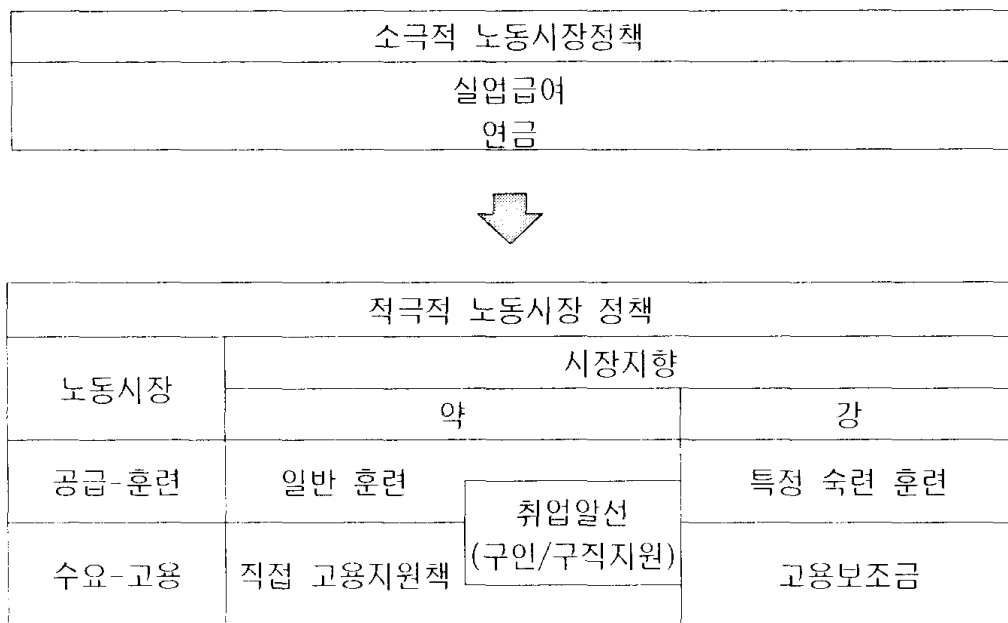 소극적 노동시장정책
실업급여
연금
적극적 노동시장 정책
노동시장
시장지향
약
강
공급-훈련
일반 훈련
취업알선
(구인/구직지원)
특정 숙련 훈련
수요-고용
직접 고용지원책
고용보조금